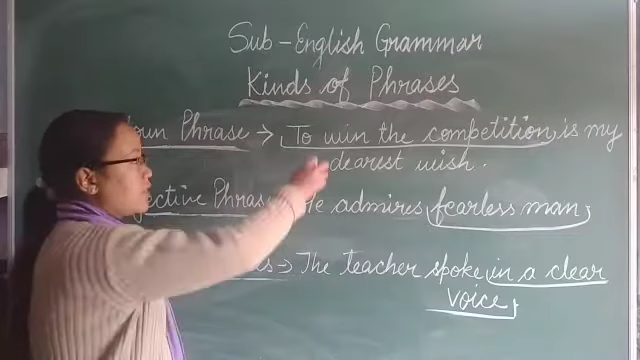 Sub-English Grammar
Kinds of Phrases
Phrase → To win the competition, is my
dearest wish.
admires fearless man,
→ The teacher spoke in a clear
voice,